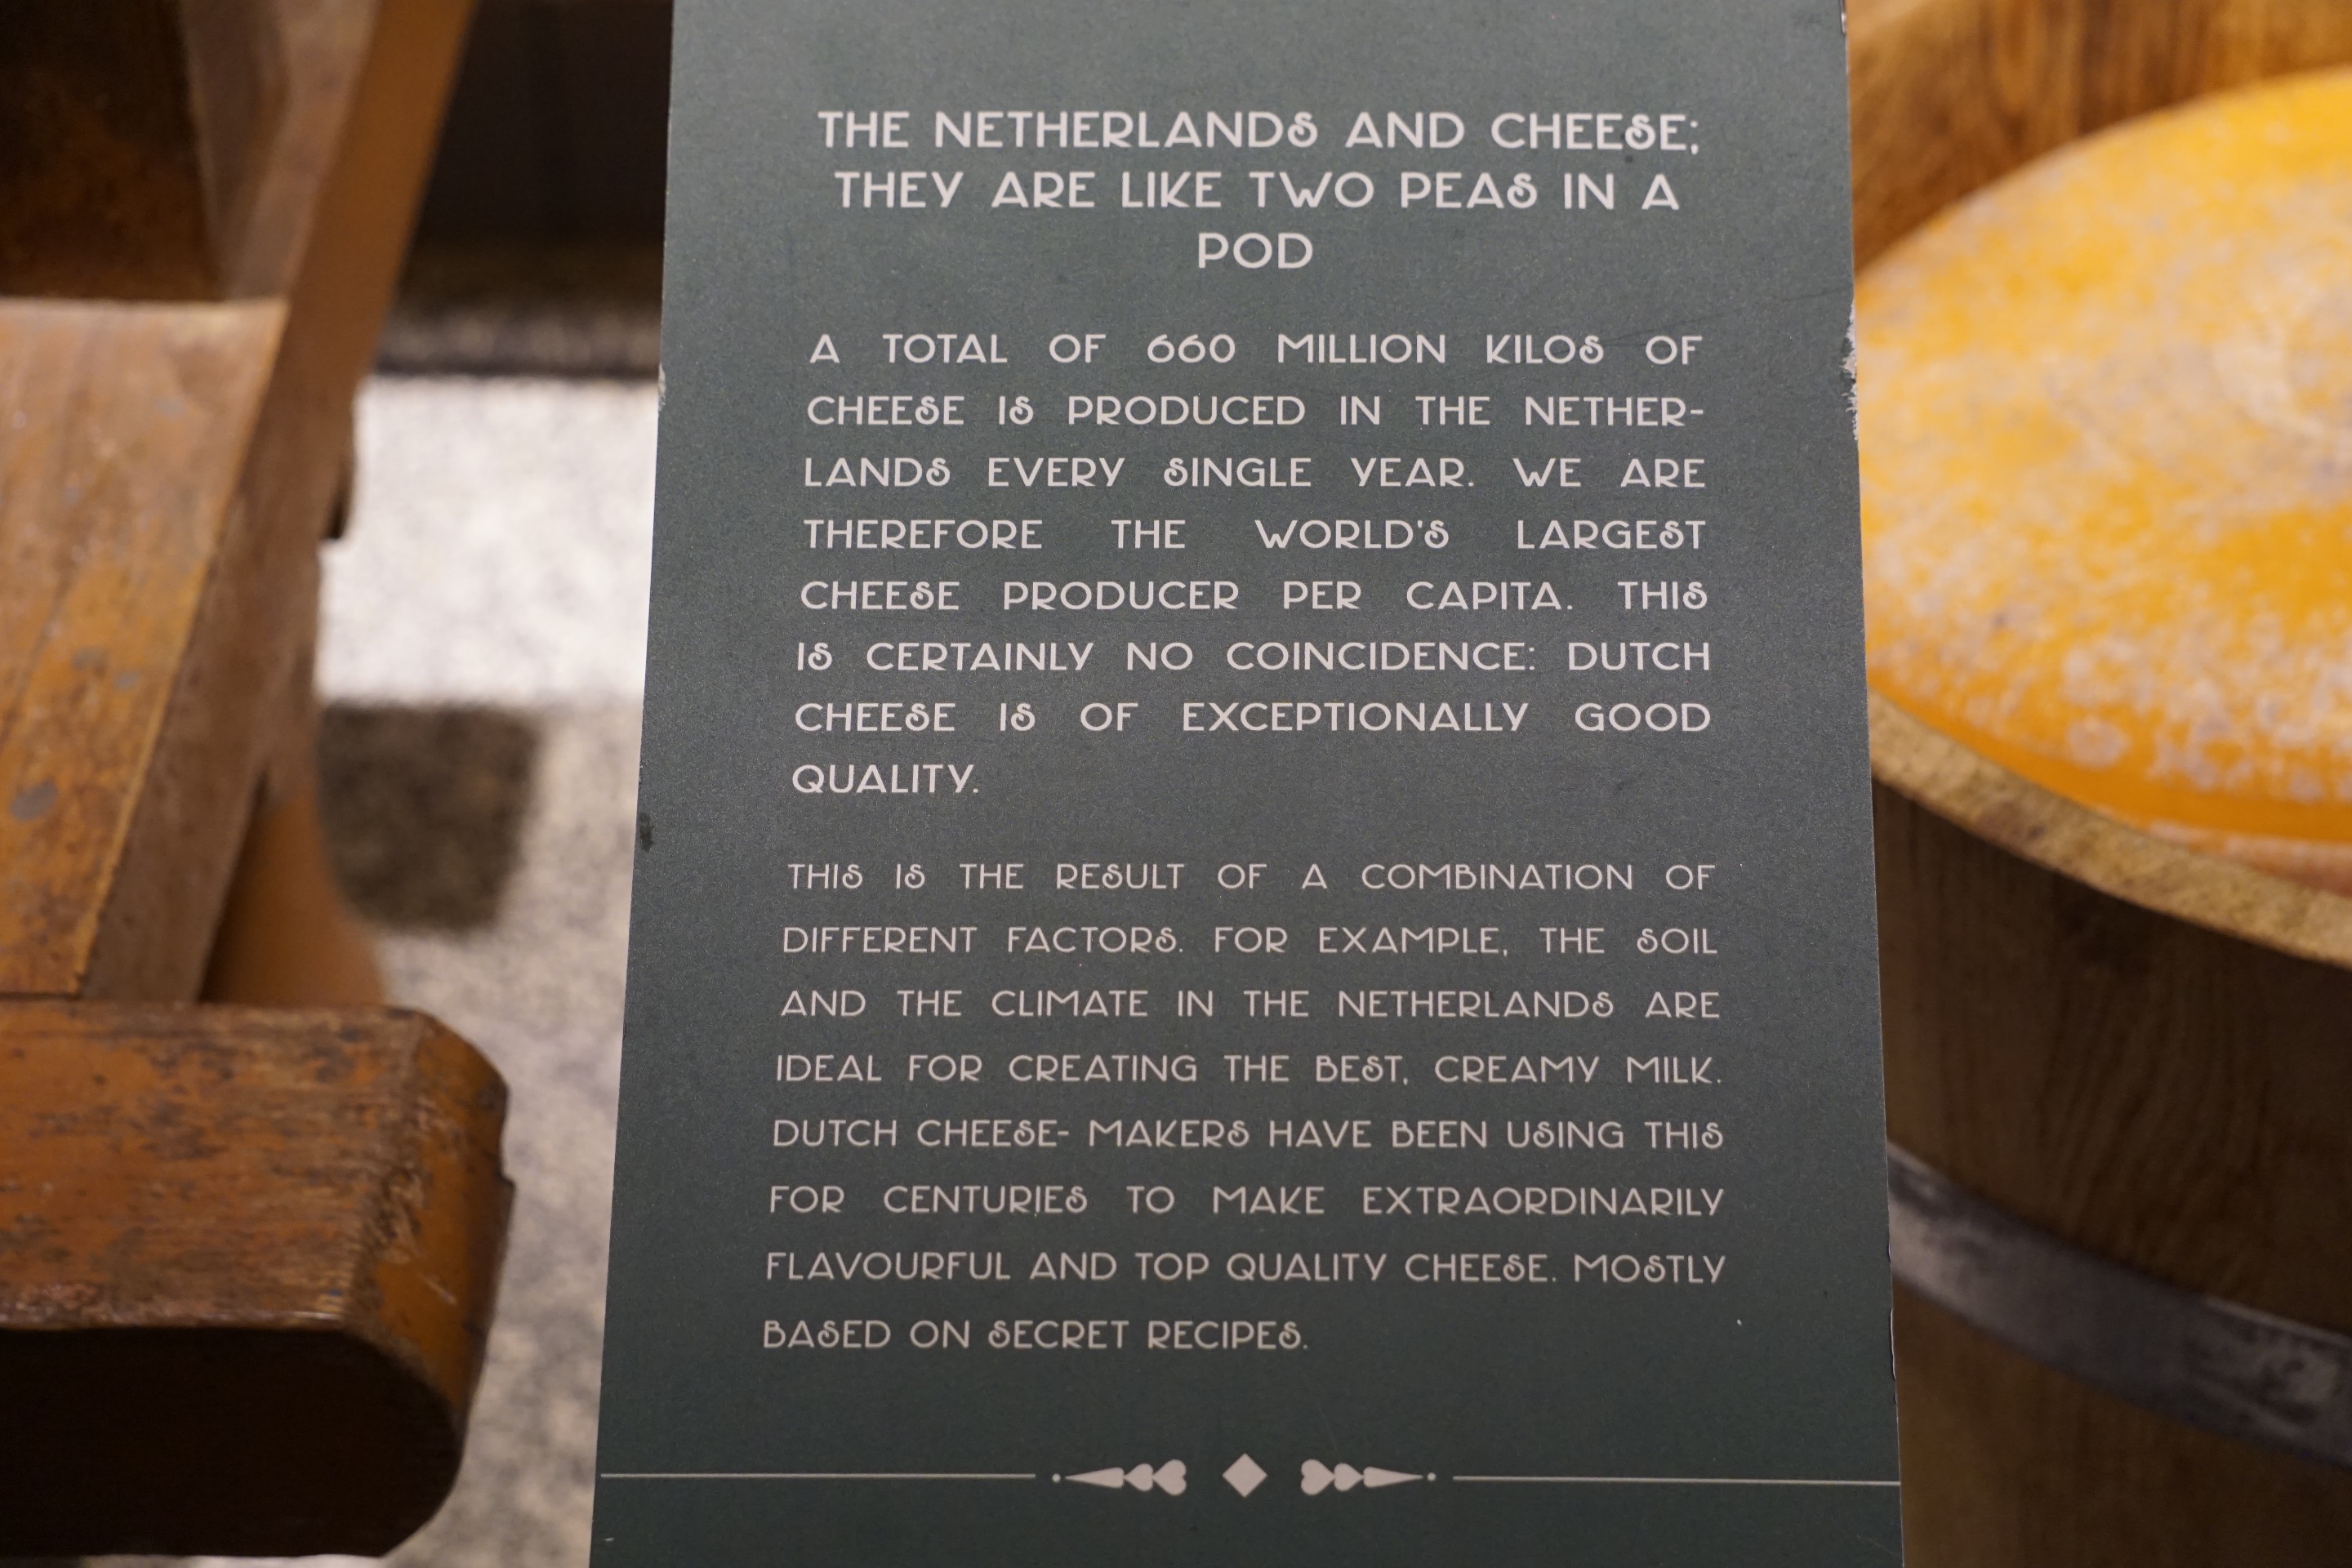 THE NETHERLANDS AND CHEESE;
THEY ARE LIKE TWO PEAS IN A
POD
A TOTAL OF 660 MILLION KILOS OF
CHEESE IS PRODUCED IN THE NETHER-
LANDS EVERY SINGLE YEAR. WE ARE
THEREFORE THE WORLD'S LARGEST
CHEESE PRODUCER PER CAPITA. THIS
IS CERTAINLY NO COINCIDENCE: DUTCH
CHEESE IS OF EXCEPTIONALLY GOOD
QUALITY.
THIS IS THE RESULT OF A COMBINATION OF
DIFFERENT FACTORS. FOR EXAMPLE, THE SOIL
AND THE CLIMATE IN THE NETHERLANDS ARE
IDEAL FOR CREATING THE BEST, CREAMY MILK.
DUTCH CHEESE- MAKERS HAVE BEEN USING THIS
FOR CENTURIES TO MAKE EXTRAORDINARILY
FLAVOURFUL AND TOP QUALITY CHEESE. MOSTLY
BASED ON SECRET RECIPES.